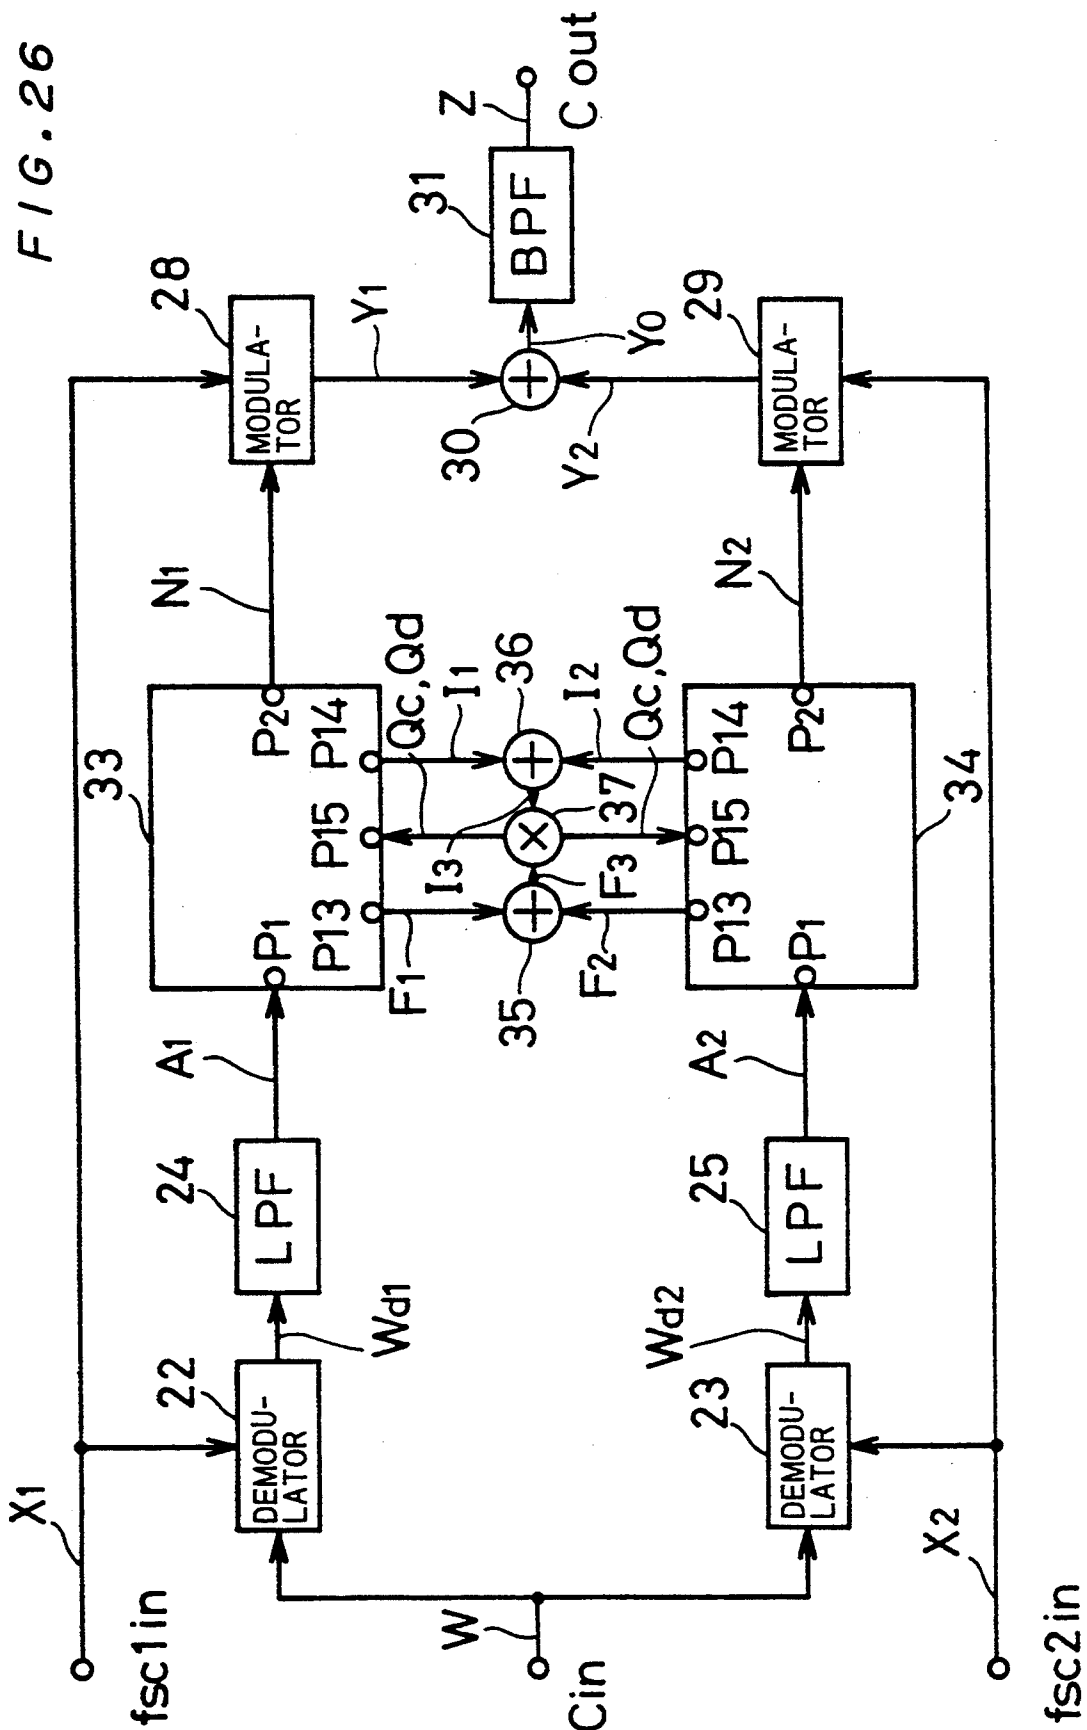 FIG.26
X1
fsc1in
22
DEMODU-
LATOR
Wd1
24
LPF
A1
33
P1
P13
P15
P14
P2
N1
28
MODULA-
TOR
Y1
F1
Qc,Qd
I1
W
Cin
35
F3
I3
37
36
30
Y0
31
BPF
Z
Cout
F2
Qc,Qd
I2
Y2
23
DEMODU-
LATOR
Wd2
25
LPF
A2
P1
P13
P15
P14
P2
34
N2
29
MODULA-
TOR
X2
fsc2in